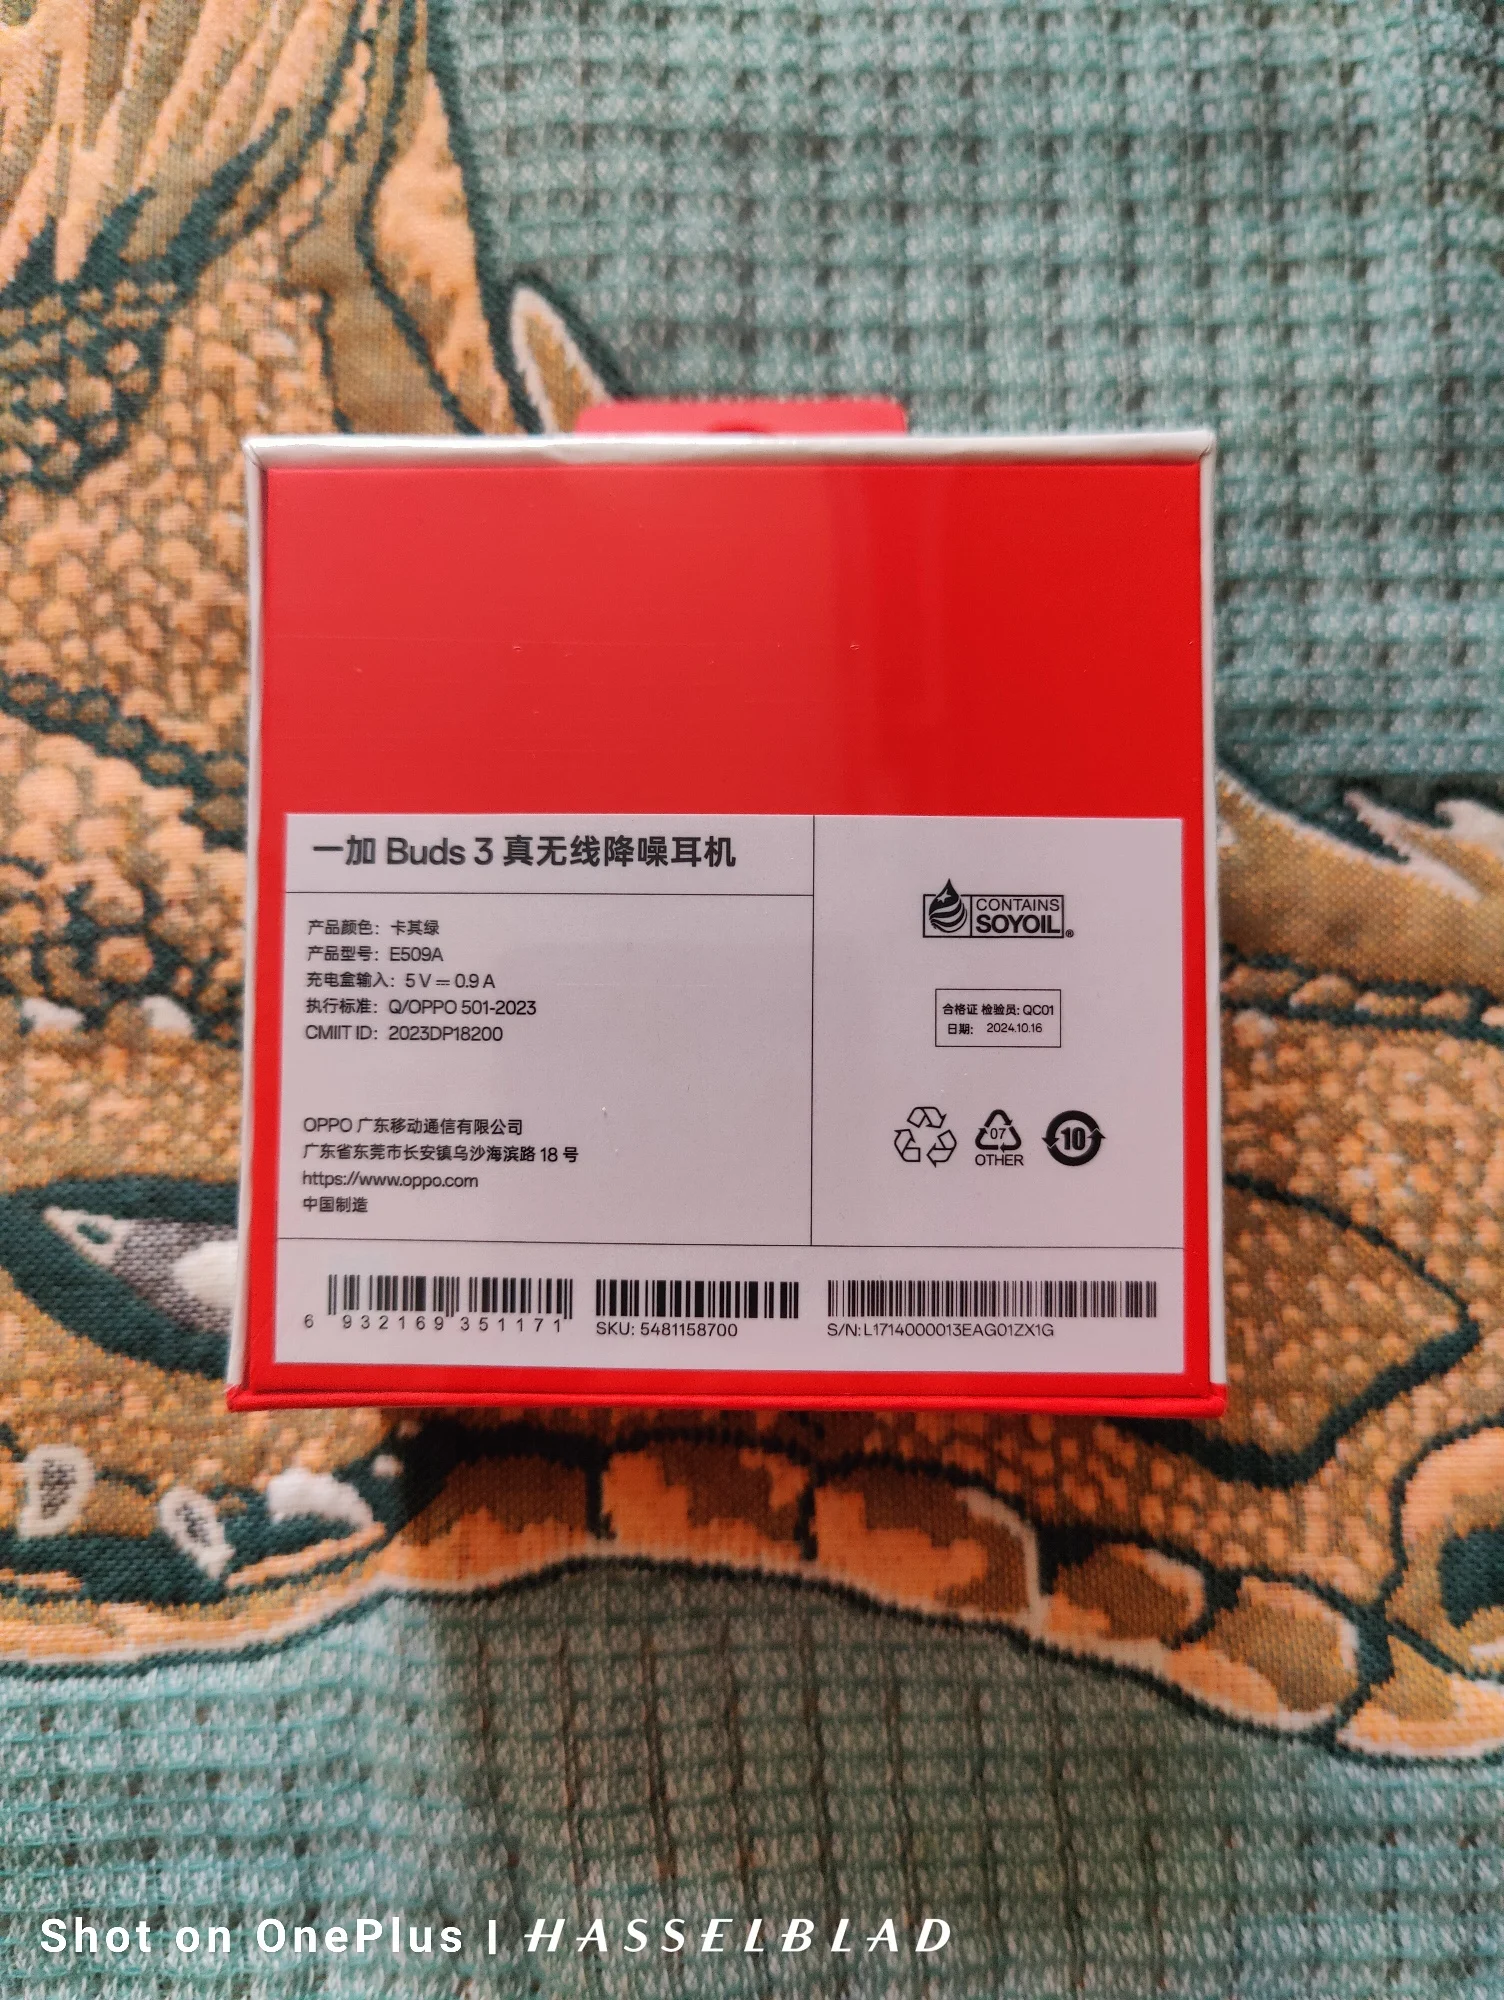 一加 Buds 3 真无线降噪耳机
产品颜色：卡其绿
产品型号：E509A
充电盒输入：5 V ⎓ 0.9 A
执行标准：Q/OPPO 501-2023
CMIIT ID：2023DP18200
OPPO 广东移动通信有限公司
广东省东莞市长安镇乌沙海滨路 18 号
https://www.oppo.com
中国制造
CONTAINS
SOYOIL®
合格证 检验员: QC01
日期: 2024.10.16
07
OTHER
10
6 932169 351171
SKU: 5481158700
S/N: L1714000013EAG01ZX1G
Shot on OnePlus | HASSELBLAD